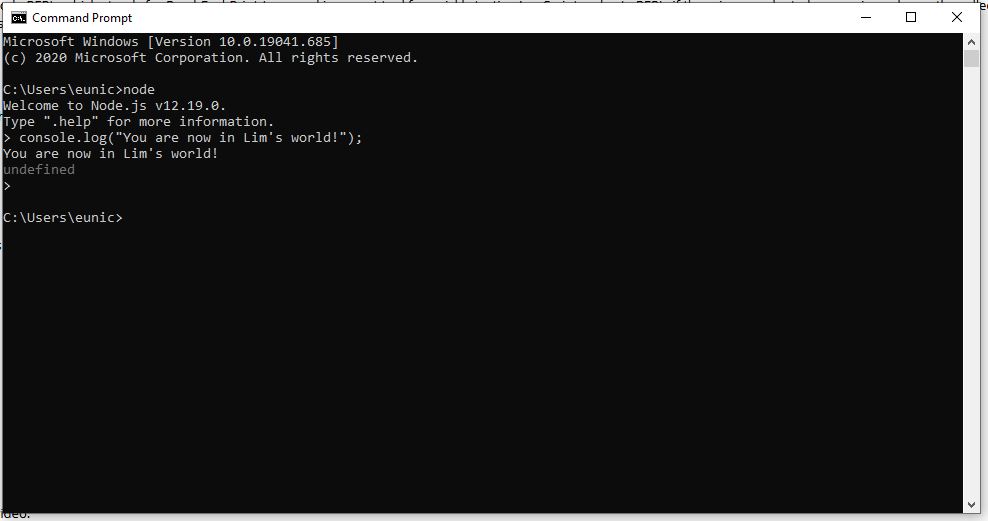 Command Prompt
Microsoft Windows [Version 10.0.19041.685]
(c) 2020 Microsoft Corporation. All rights reserved.
C:\Users\eunic>node
Welcome to Node.js v12.19.0.
Type ".help" for more information.
> console.log("You are now in Lim's world!");
You are now in Lim's world!
undefined
>
C:\Users\eunic>